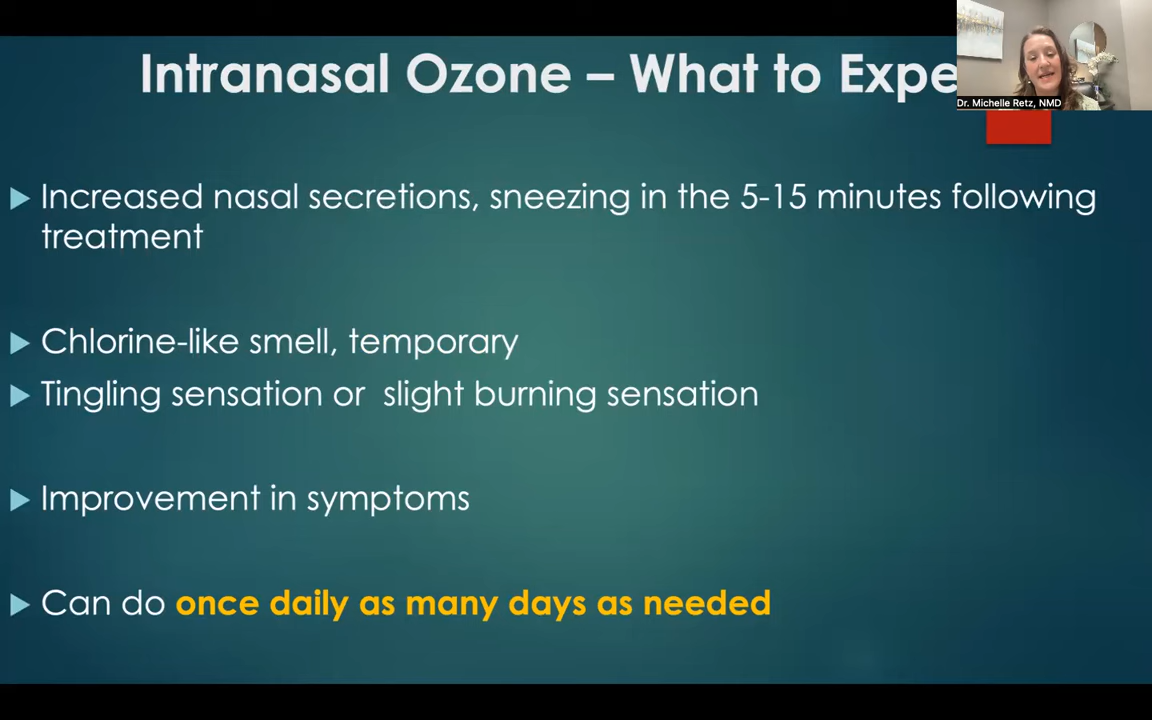 Intranasal Ozone – What to Expe
Dr. Michelle Retz, NMD
Increased nasal secretions, sneezing in the 5-15 minutes following
treatment
Chlorine-like smell, temporary
Tingling sensation or slight burning sensation
Improvement in symptoms
Can do once daily as many days as needed